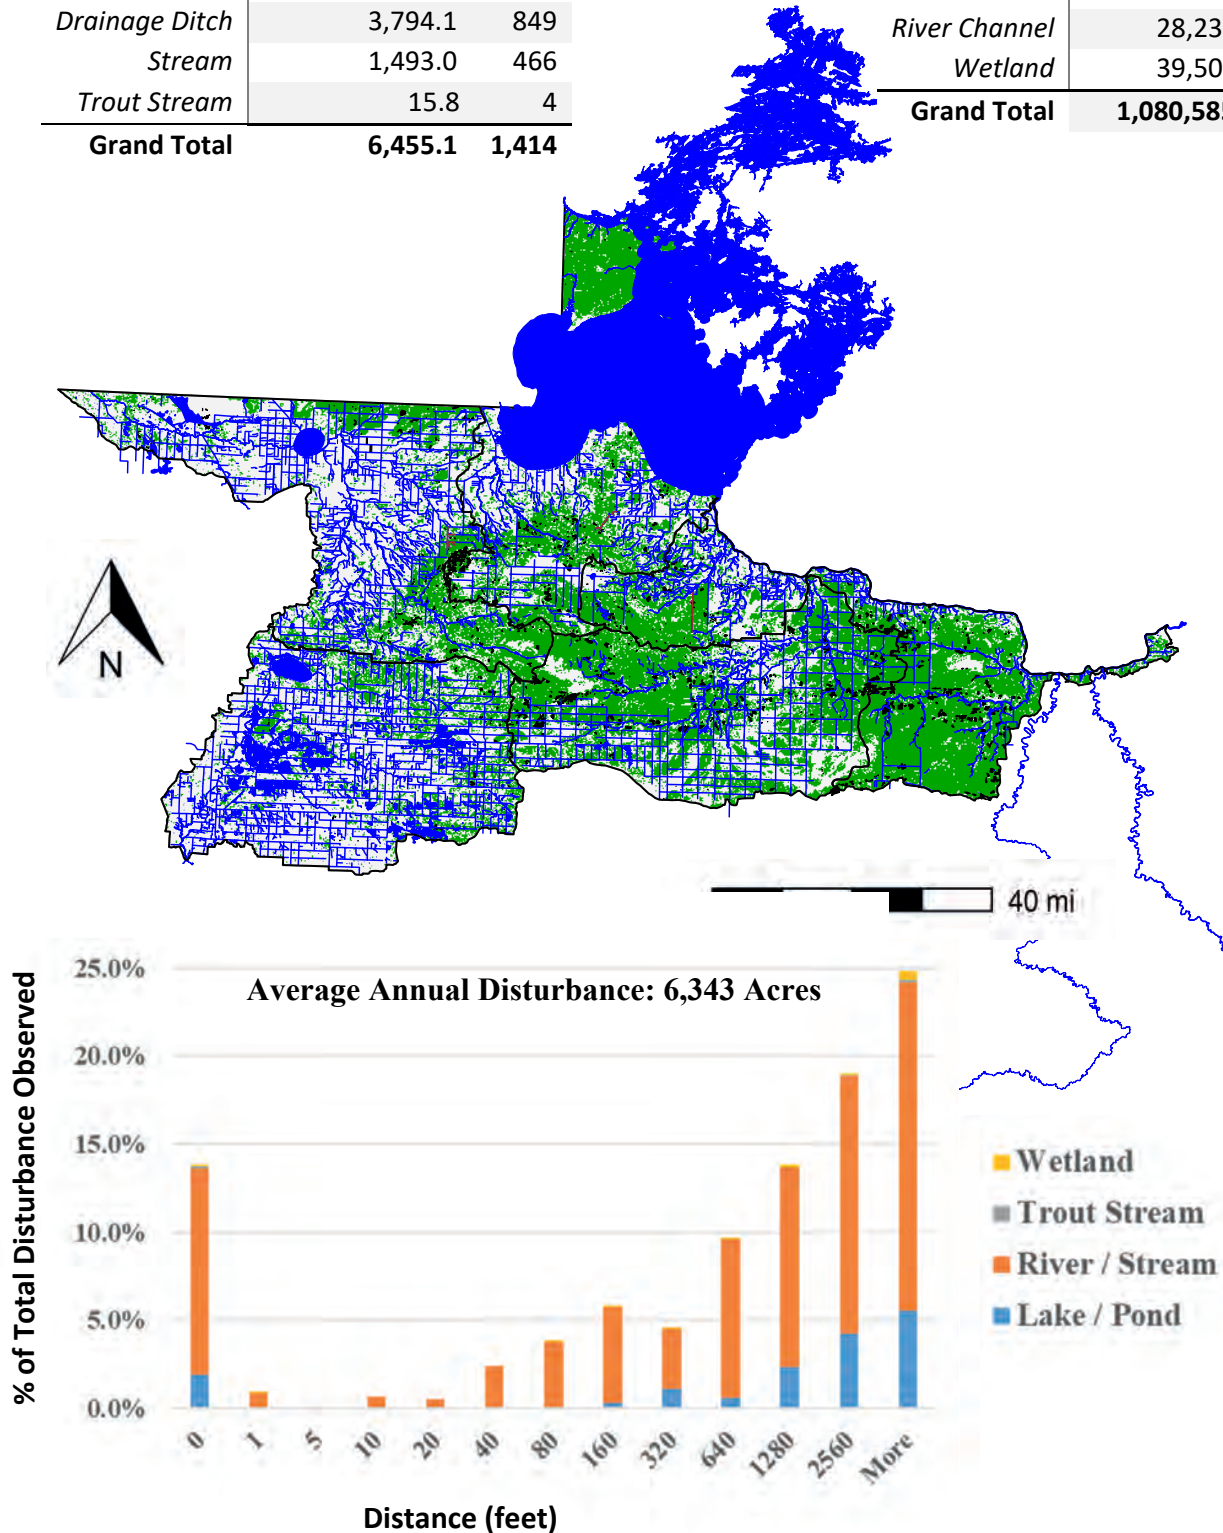 Drainage Ditch 3,794.1 849
Stream 1,493.0 466
Trout Stream 15.8 4
Grand Total 6,455.1 1,414
River Channel 28,23
Wetland 39,50
Grand Total 1,080,585
N
40 mi
Average Annual Disturbance: 6,343 Acres
% of Total Disturbance Observed
25.0%
20.0%
15.0%
10.0%
5.0%
0.0%
0 1 5 10 20 40 80 160 320 640 1280 2560 More
Distance (feet)
Wetland
Trout Stream
River / Stream
Lake / Pond